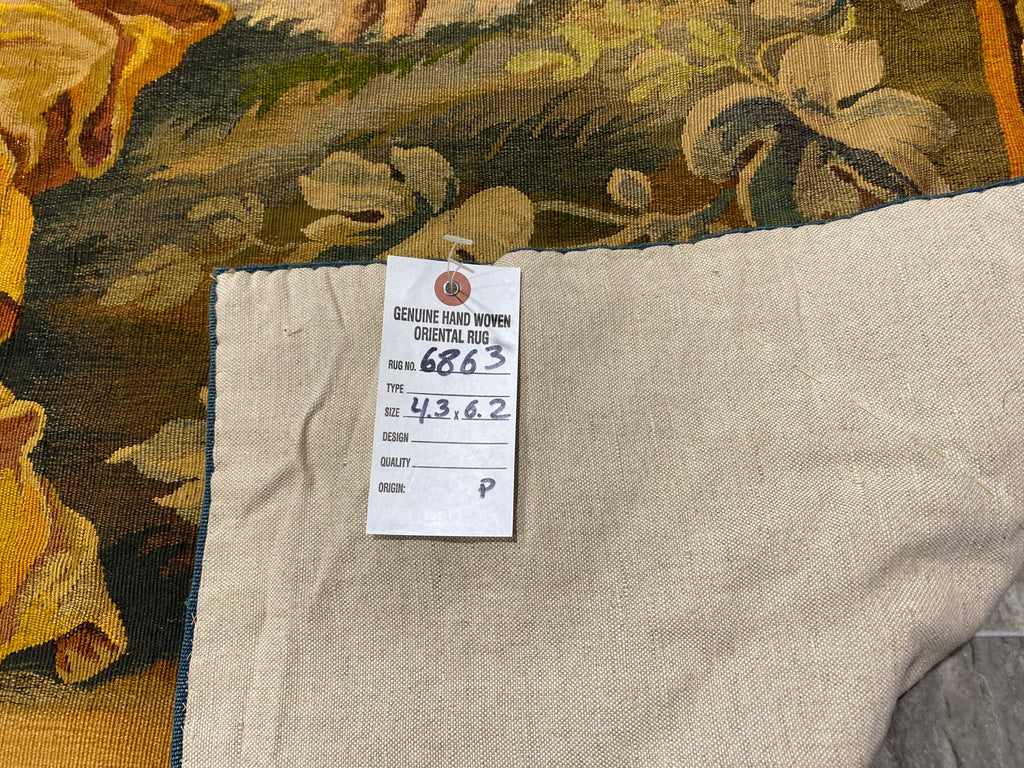 GENUINE HAND WOVEN
ORIENTAL RUG
RUG NO. 6863
TYPE
SIZE 4.3 X 6.2
DESIGN
QUALITY
ORIGIN: P